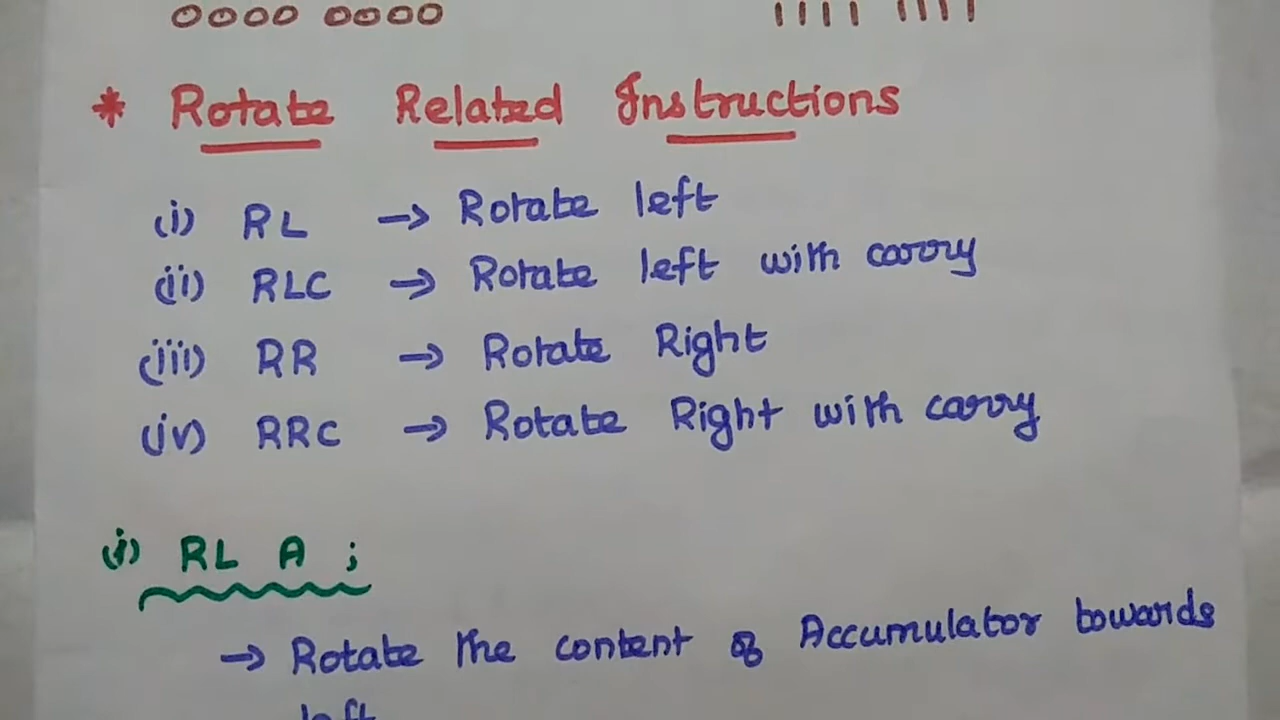 0000 0000 1111 1111
* Rotate Related Instructions
(i) RL → Rotate left
(ii) RLC → Rotate left with carry
(iii) RR → Rotate Right
(iv) RRC → Rotate Right with carry
(i) RL A ;
→ Rotate the content of Accumulator towards
left